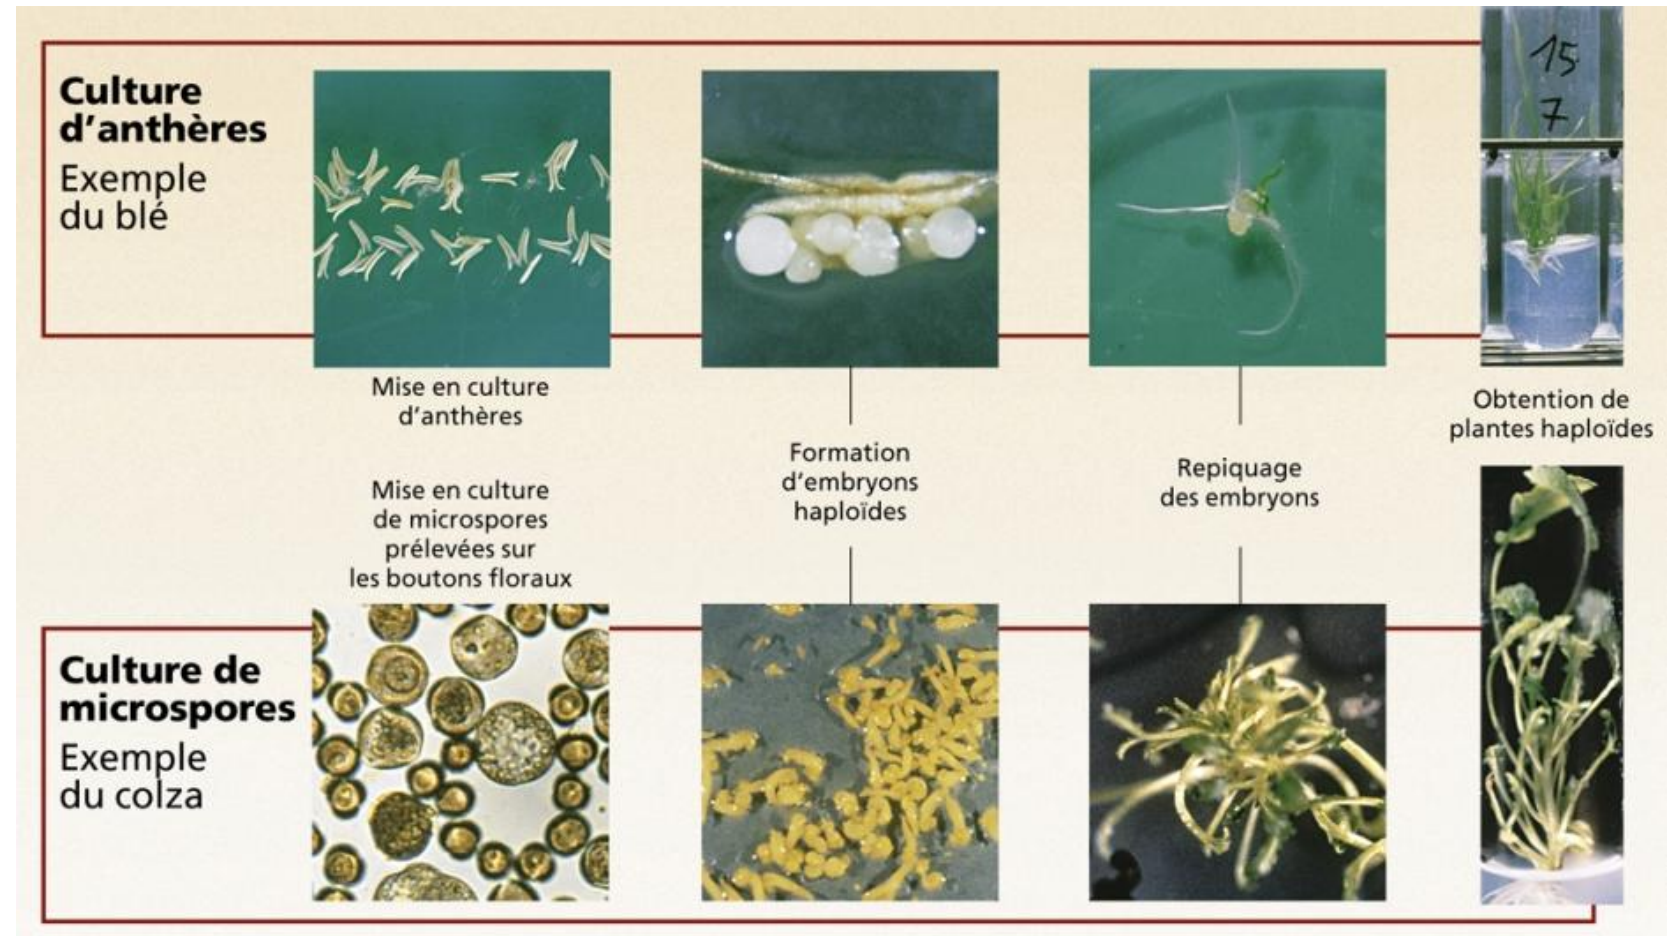 Culture
d'anthères
Exemple
du blé
15
7
Mise en culture
d'anthères
Formation
d'embryons
haploïdes
Repiquage
des embryons
Obtention de
plantes haploïdes
Mise en culture
de microspores
prélevées sur
les boutons floraux
Culture de
microspores
Exemple
du colza